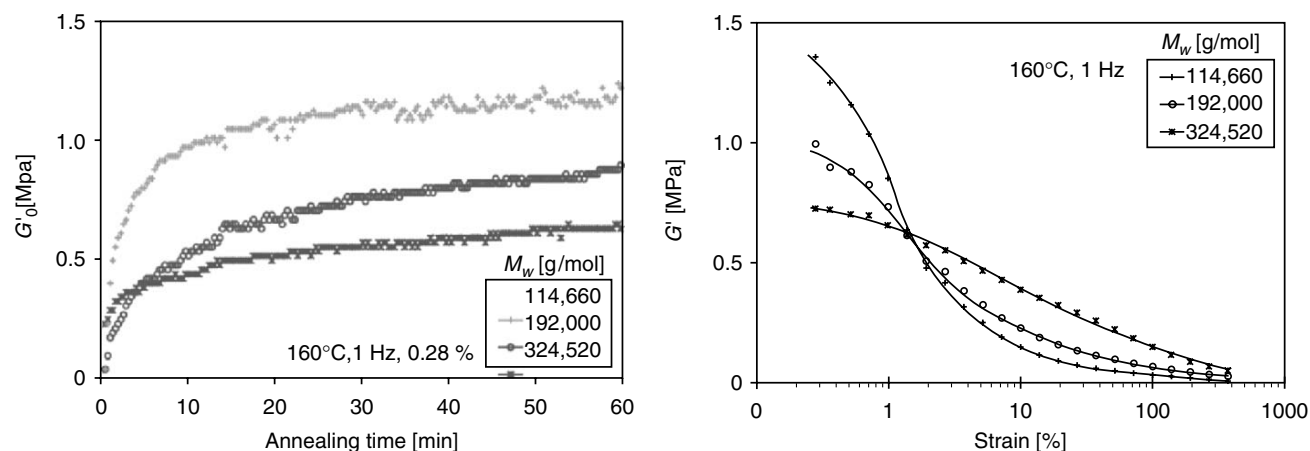 1.5
1.0
0.5
0
G'0[Mpa]
Mw [g/mol]
114,660
192,000
324,520
160°C,1 Hz, 0.28 %
0 10 20 30 40 50 60
Annealing time [min]
1.5
1.0
0.5
0
G' [MPa]
160°C, 1 Hz
Mw [g/mol]
114,660
192,000
324,520
0 1 10 100 1000
Strain [%]